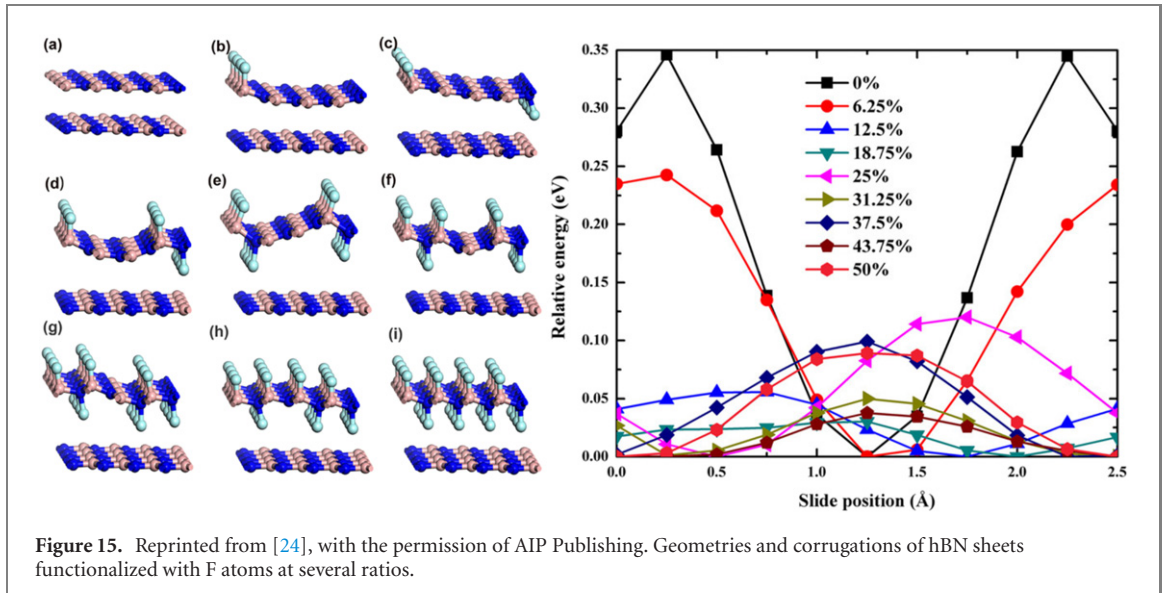 (a)
(b)
(c)
(d)
(e)
(f)
(g)
(h)
(i)
Relative energy (eV)
0.35
0.30
0.25
0.20
0.15
0.10
0.05
0.00
0%
6.25%
12.5%
18.75%
25%
31.25%
37.5%
43.75%
50%
0.0 0.5 1.0 1.5 2.0 2.5
Slide position (Å)
Figure 15. Reprinted from [24], with the permission of AIP Publishing. Geometries and corrugations of hBN sheets
functionalized with F atoms at several ratios.